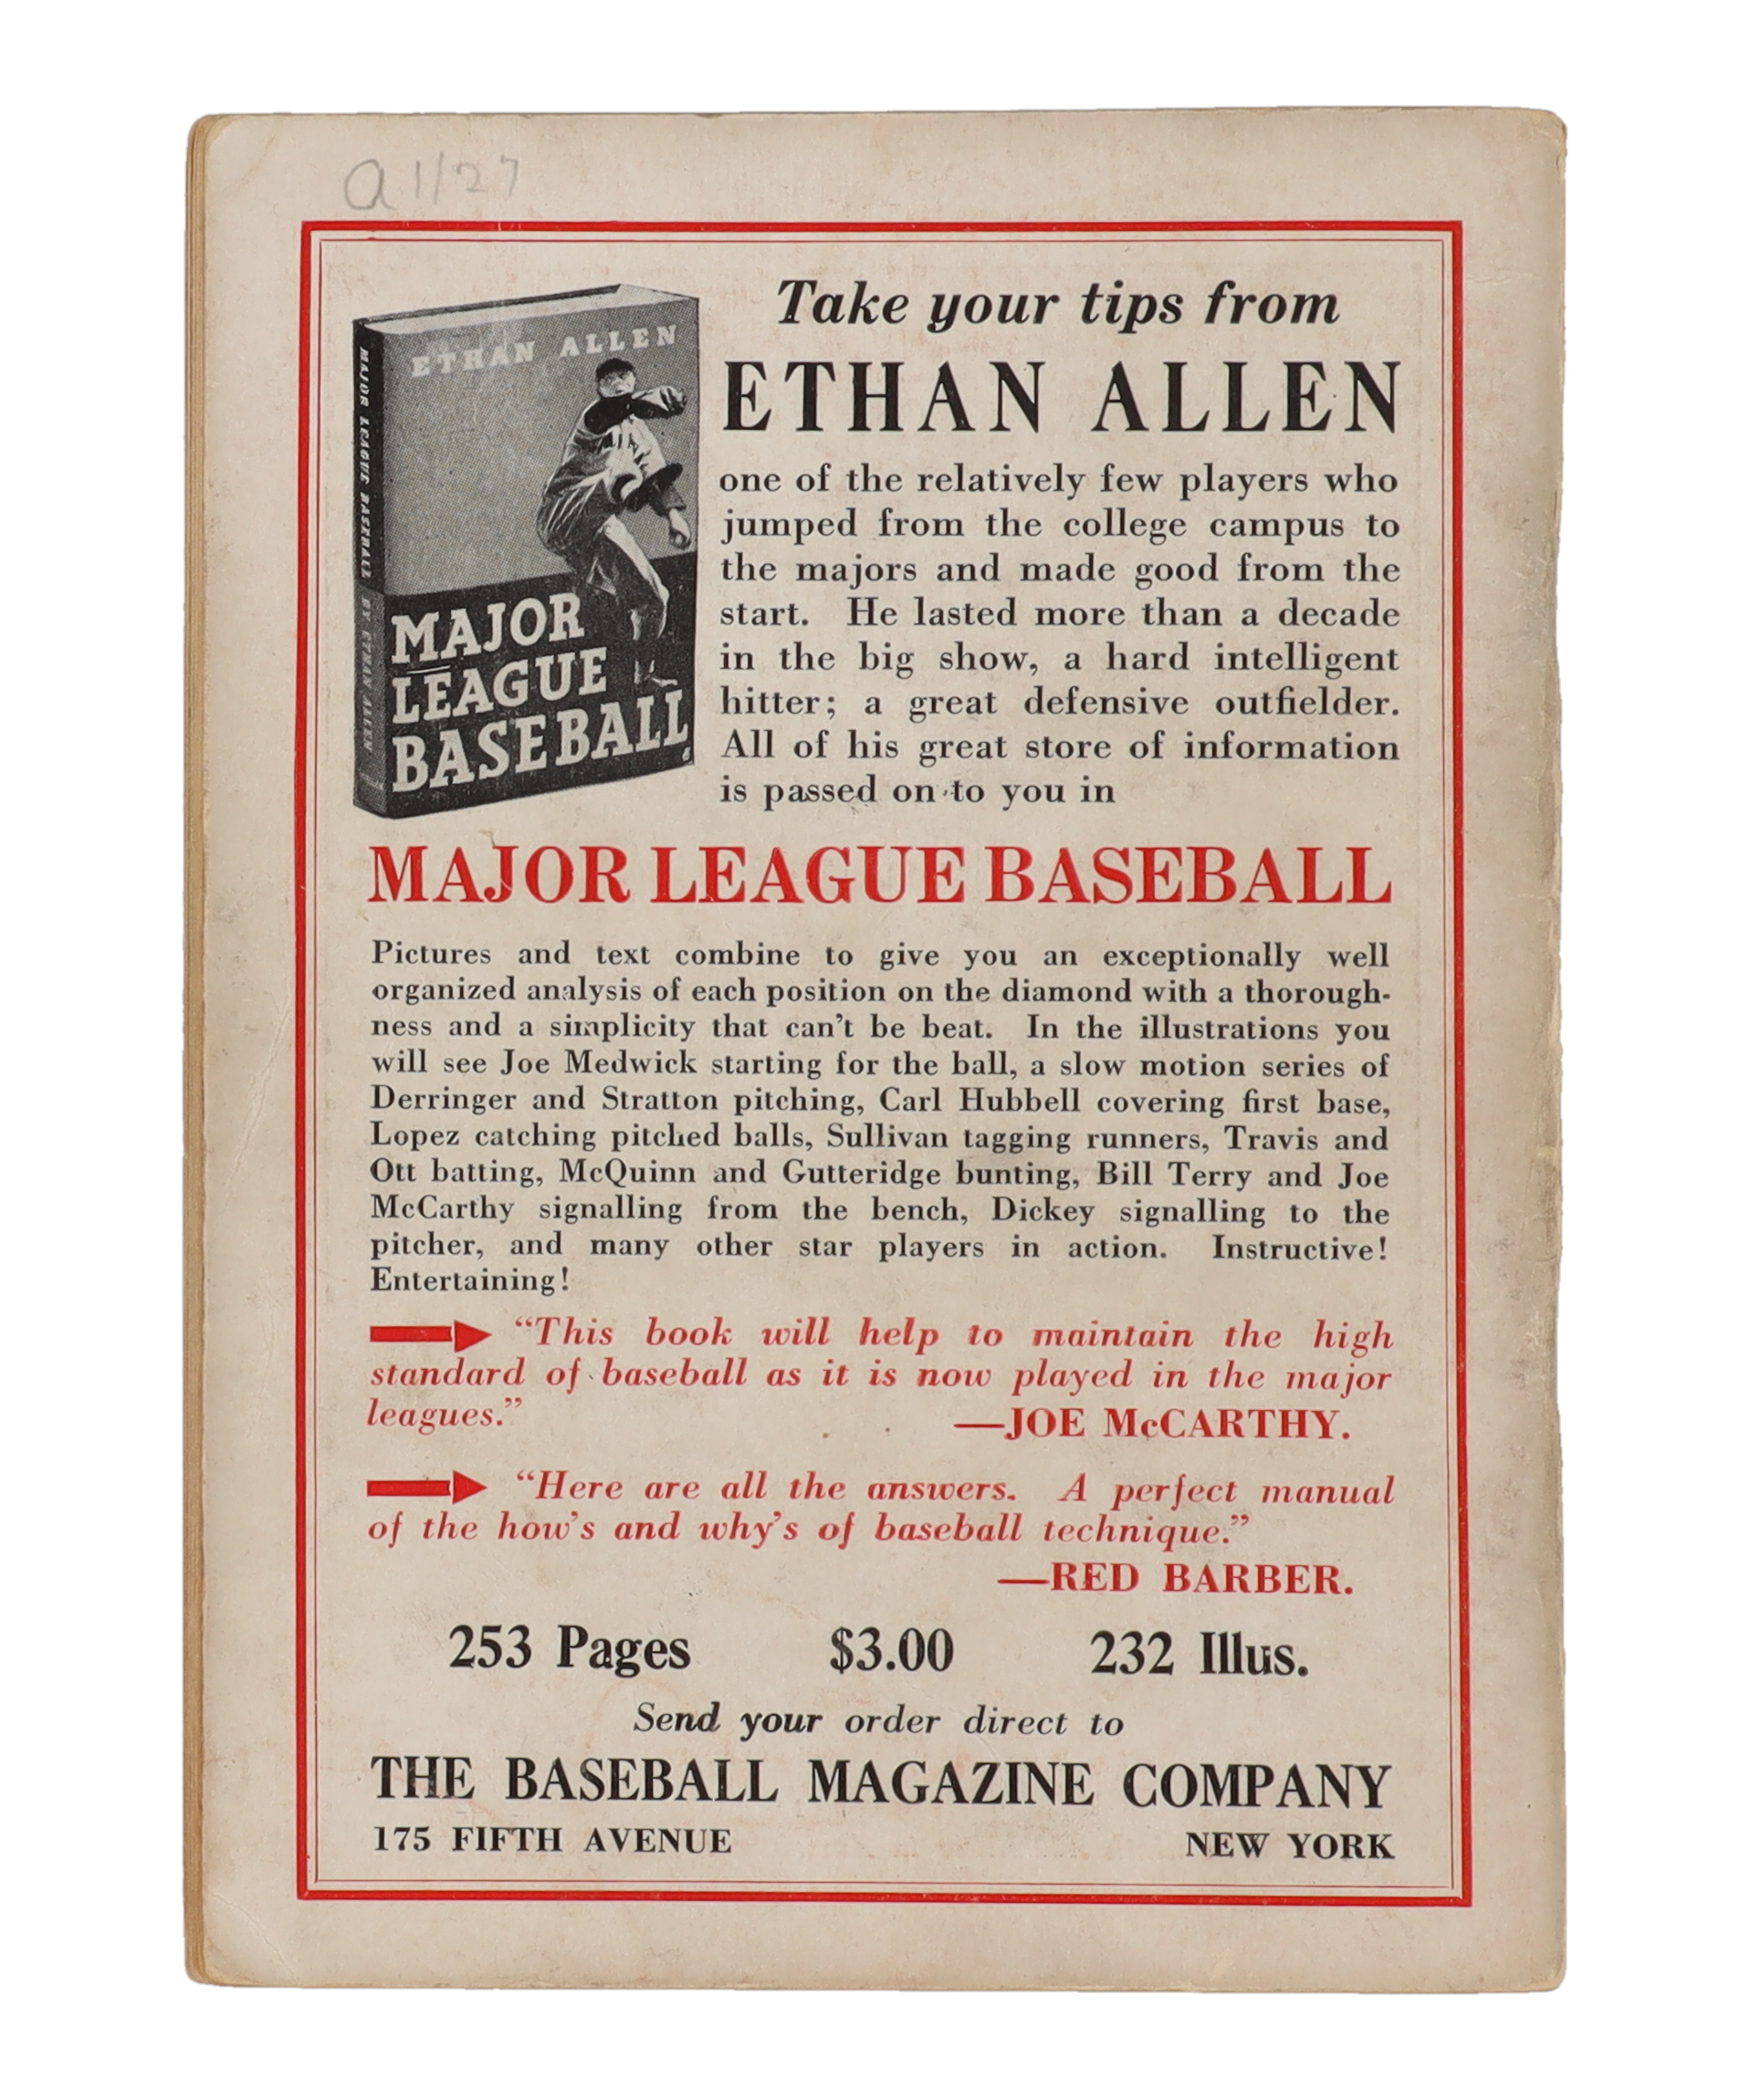 a 1/27
ETHAN ALLEN
MAJOR LEAGUE BASEBALL BY ETHAN ALLEN
MAJOR
LEAGUE
BASEBALL
Take your tips from
ETHAN ALLEN
one of the relatively few players who
jumped from the college campus to
the majors and made good from the
start. He lasted more than a decade
in the big show, a hard intelligent
hitter; a great defensive outfielder.
All of his great store of information
is passed on to you in
MAJOR LEAGUE BASEBALL
Pictures and text combine to give you an exceptionally well
organized analysis of each position on the diamond with a thorough-
ness and a simplicity that can't be beat. In the illustrations you
will see Joe Medwick starting for the ball, a slow motion series of
Derringer and Stratton pitching, Carl Hubbell covering first base,
Lopez catching pitched balls, Sullivan tagging runners, Travis and
Ott batting, McQuinn and Gutteridge bunting, Bill Terry and Joe
McCarthy signalling from the bench, Dickey signalling to the
pitcher, and many other star players in action. Instructive!
Entertaining!
"This book will help to maintain the high
standard of baseball as it is now played in the major
leagues."
—JOE McCARTHY.
"Here are all the answers. A perfect manual
of the how's and why's of baseball technique."
—RED BARBER.
253 Pages $3.00 232 Illus.
Send your order direct to
THE BASEBALL MAGAZINE COMPANY
175 FIFTH AVENUE NEW YORK